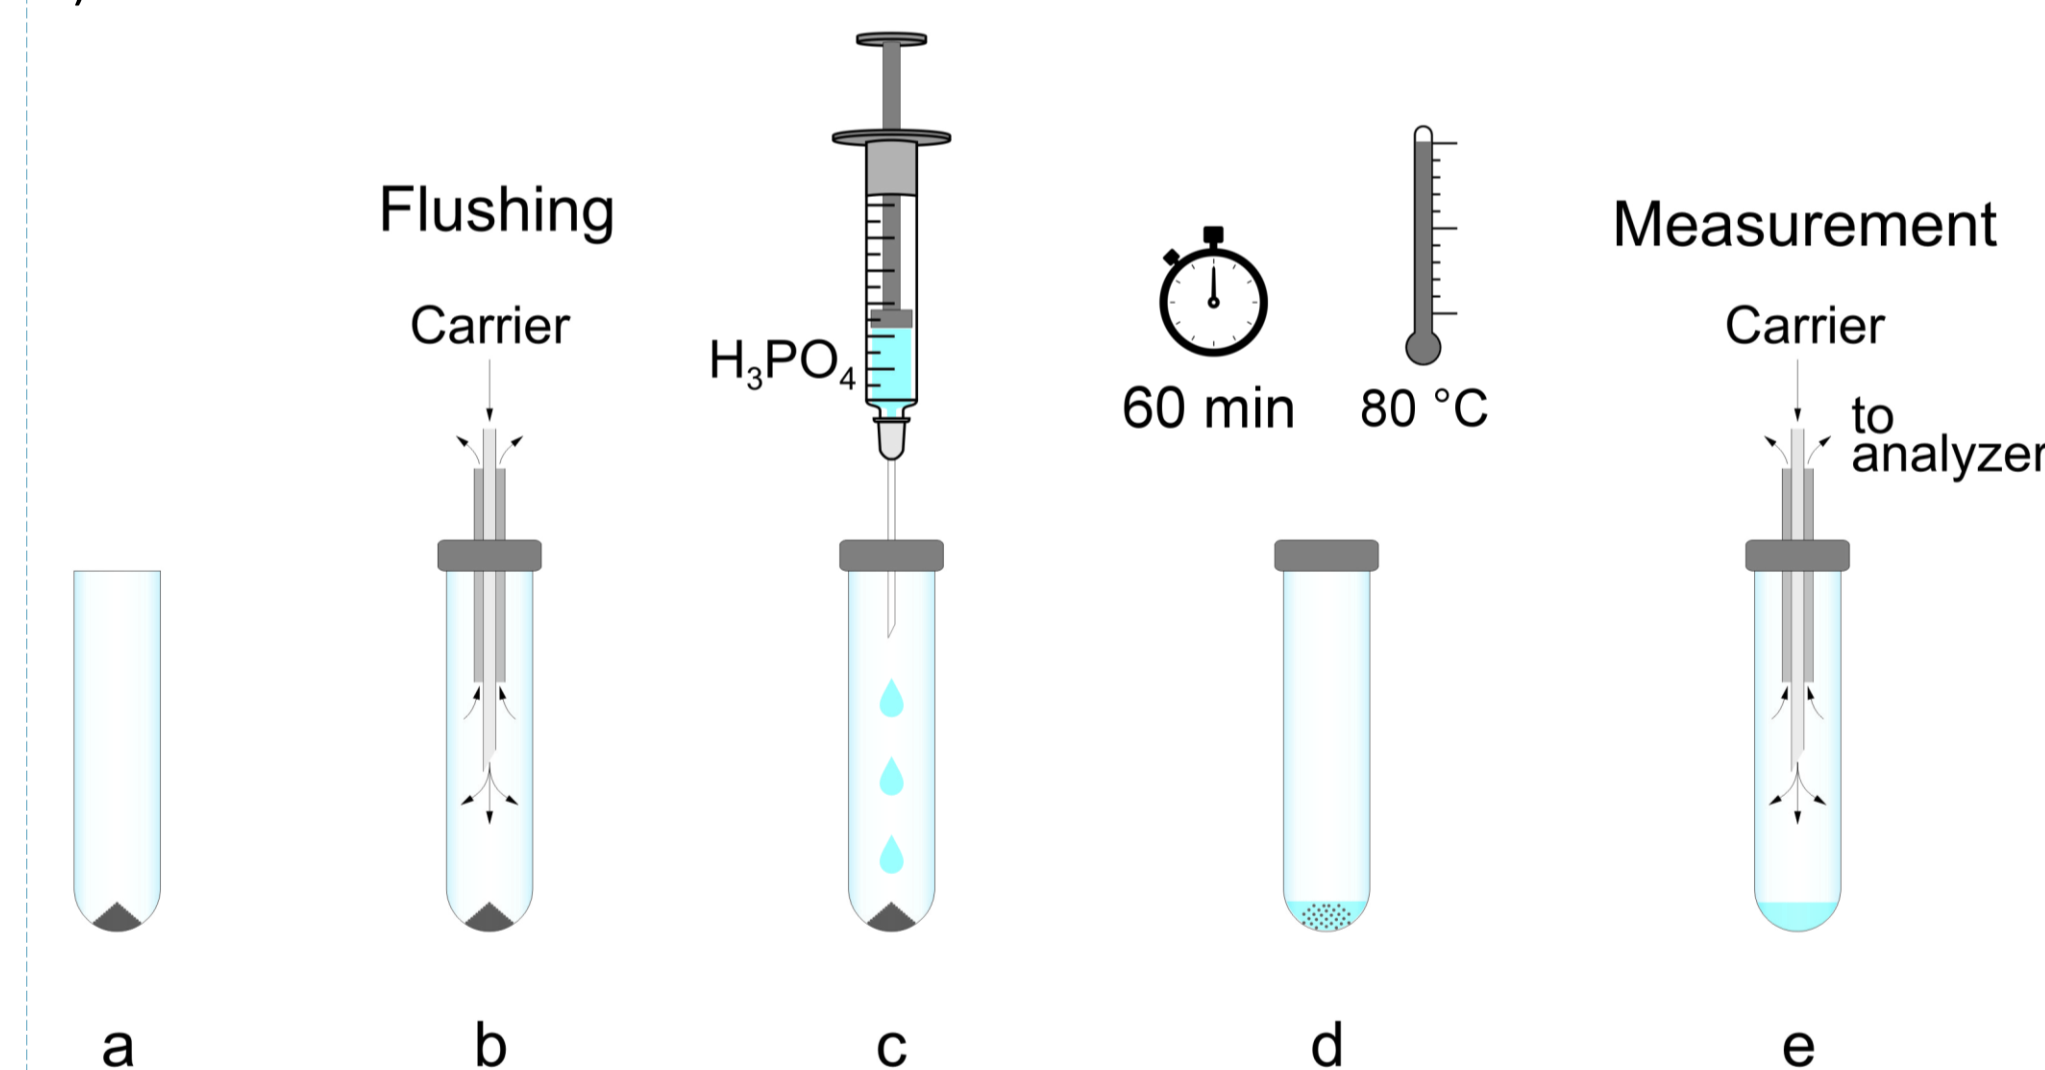 Flushing
Carrier
H₃PO₄
60 min
80 °C
Measurement
Carrier
to
analyzer
a
b
c
d
e